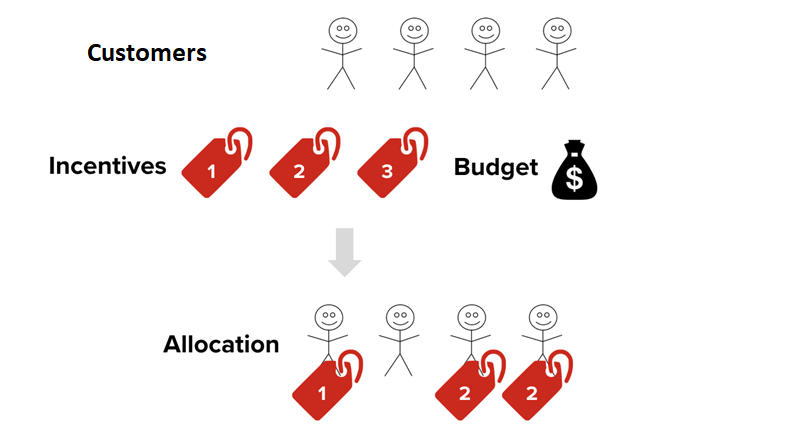 Customers
Incentives 1 2 3 Budget $
Allocation
1 2 2